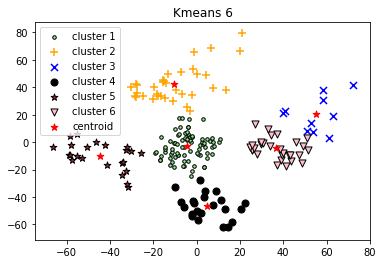 Kmeans 6
80
60
40
20
0
−20
−40
−60
cluster 1
cluster 2
cluster 3
cluster 4
cluster 5
cluster 6
centroid
−60 −40 −20 0 20 40 60 80